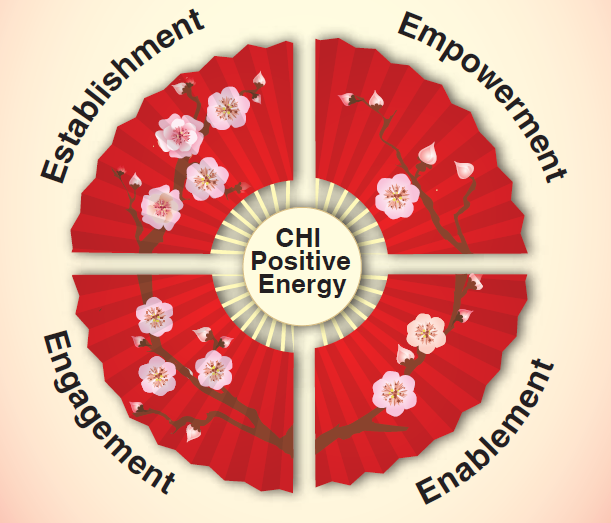 Establishment
Empowerment
CHI
Positive
Energy
Engagement
Enablement